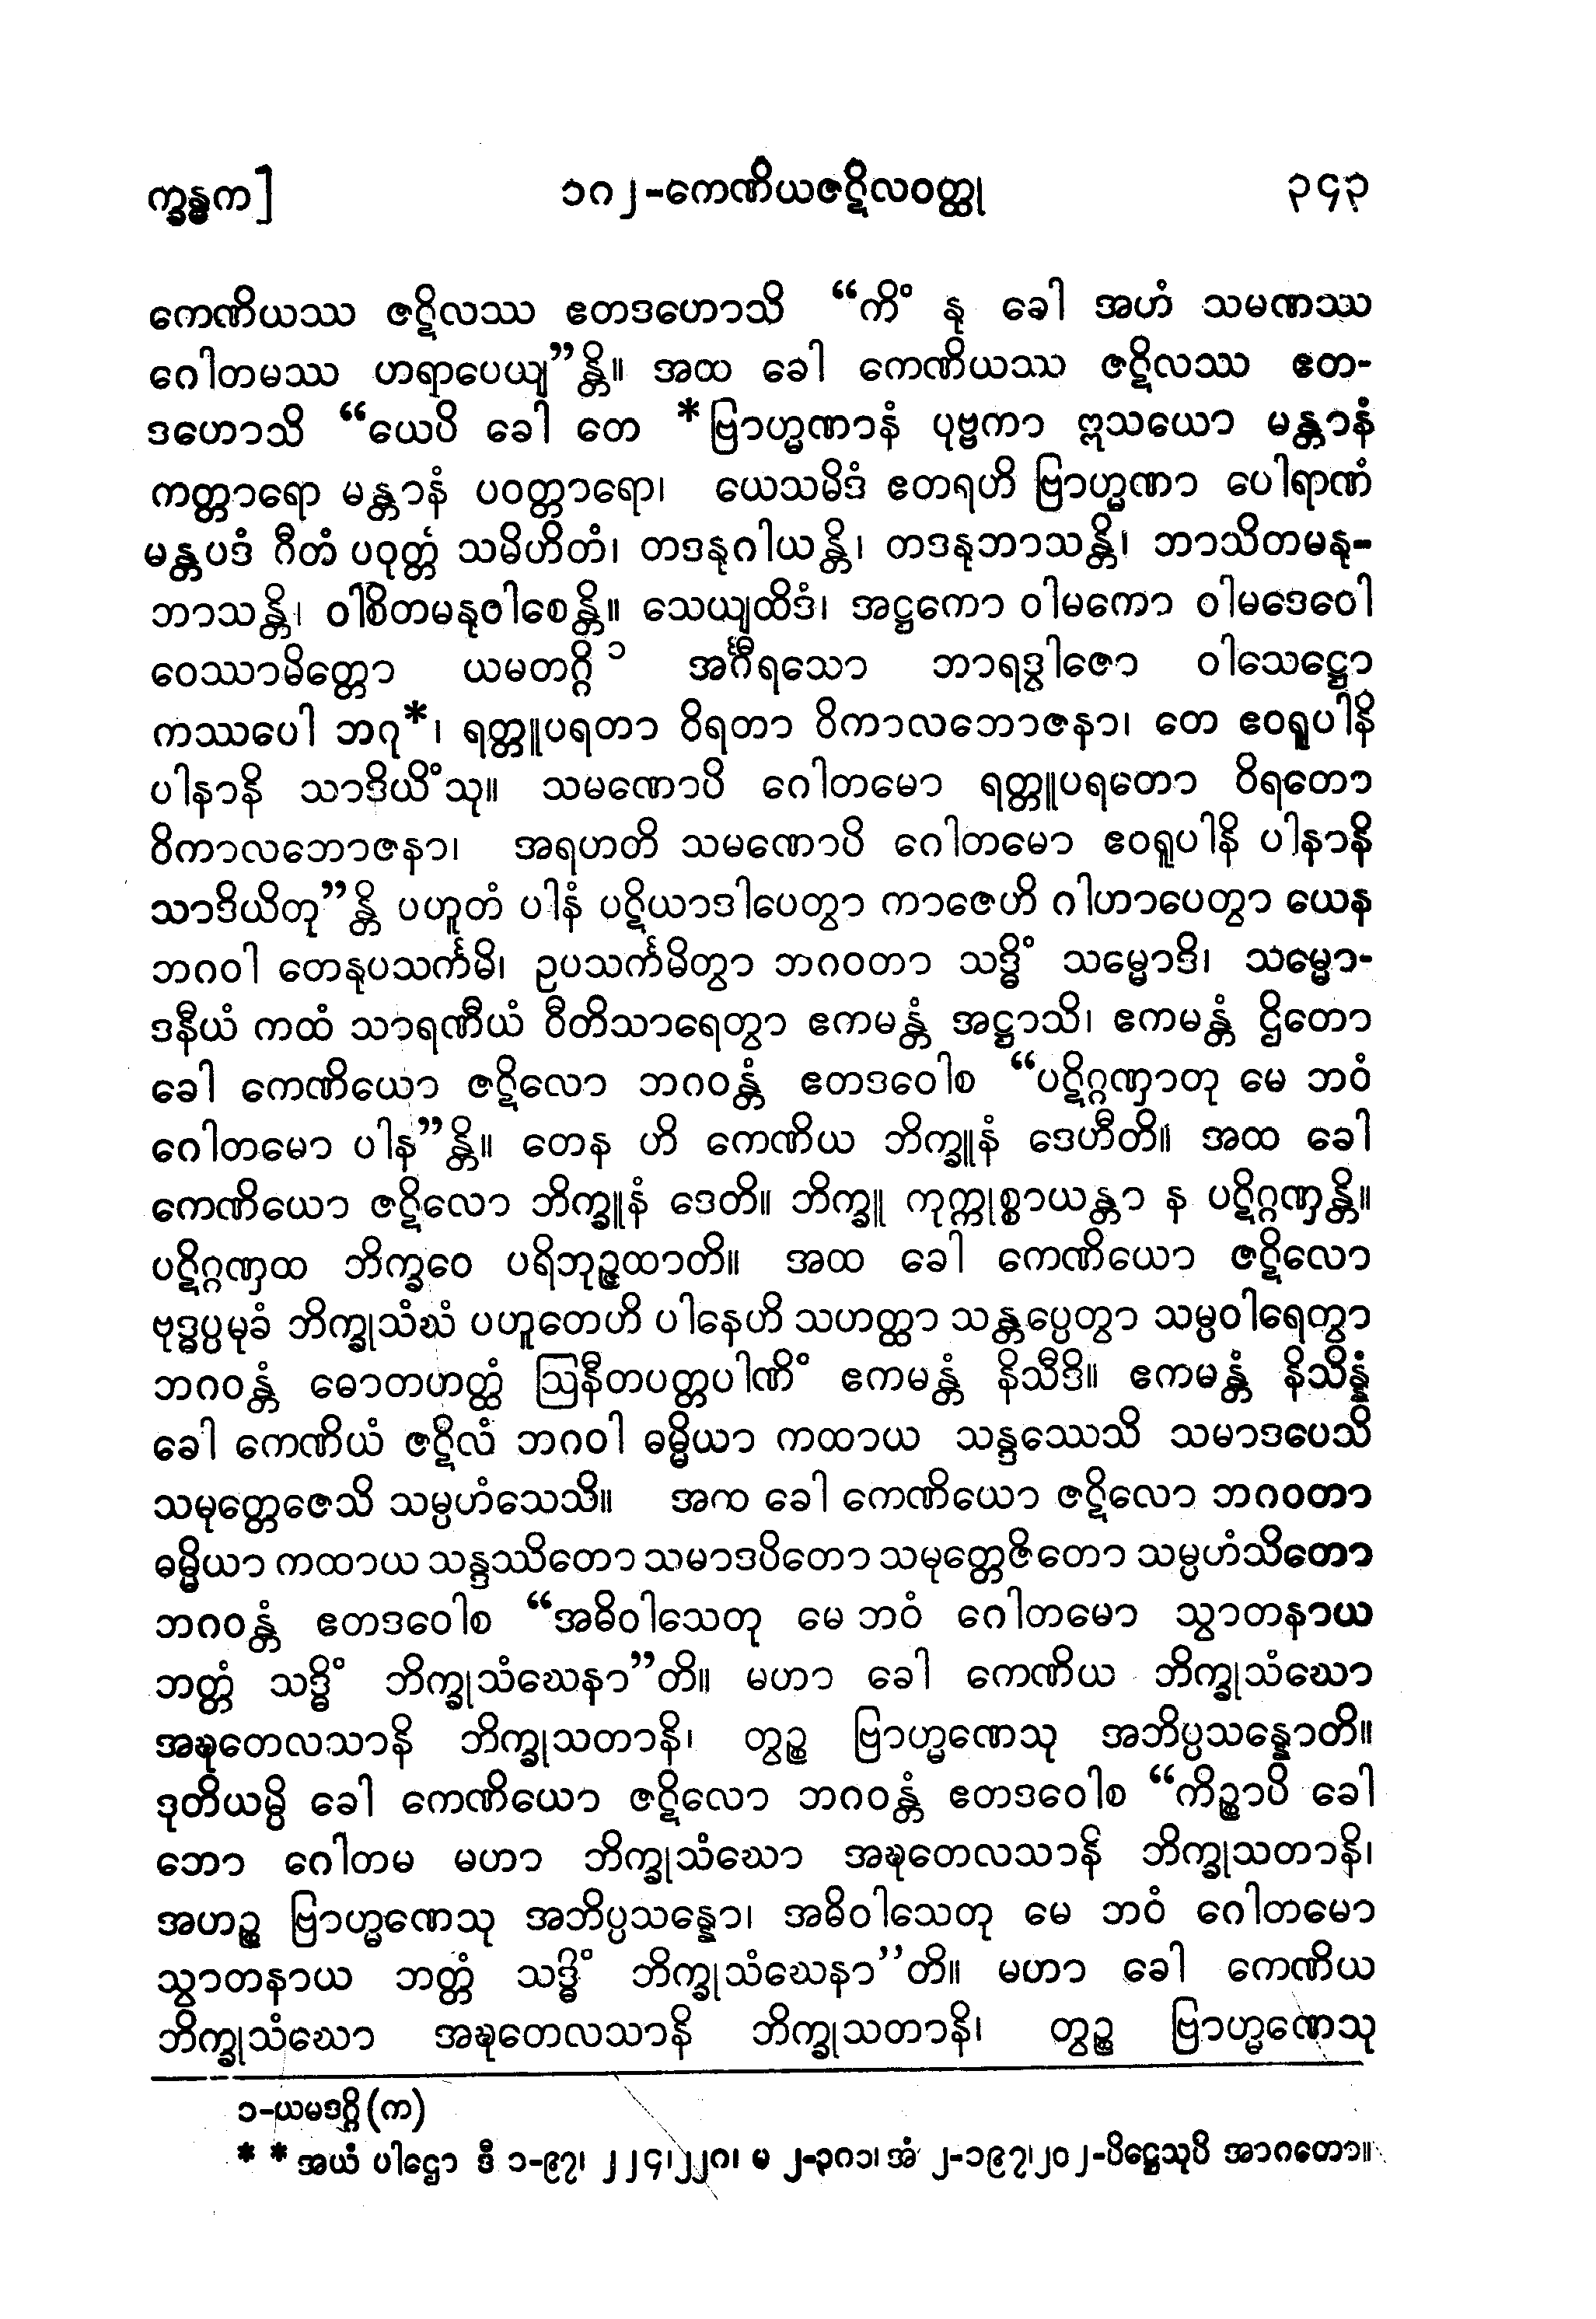 က္ခန္ဓက]
၁၈၂-ကေဏိယဇဋိလဝတ္ထု
၃၄၃
ကေဏိယဿ ဇဋိလဿ ဧတဒဟောသိ “ကိံ နု ခေါ အဟံ သမဏဿ
ဂေါတမဿ ဟရာပေယျ”န္တိ။ အထ ခေါ ကေဏိယဿ ဇဋိလဿ ဧတ-
ဒဟောသိ “ယေပိ ခေါ တေ *ဗြာဟ္မဏာနံ ပုဗ္ဗကာ ဣသယော မန္တာနံ
ကတ္တာရော မန္တာနံ ပဝတ္တာရော၊ ယေသမိဒံ ဧတရဟိ ဗြာဟ္မဏာ ပေါရာဏံ
မန္တပဒံ ဂီတံ ပဝုတ္တံ သမိဟိတံ၊ တဒနုဂါယန္တိ၊ တဒနုဘာသန္တိ၊ ဘာသိတမနု-
ဘာသန္တိ၊ ဝါစိတမနုဝါစေန္တိ။ သေယျထိဒံ၊ အဋ္ဌကော ဝါမကော ဝါမဒေဝေါ
ဝေဿာမိတ္တော ယမတဂ္ဂိ ၁ အင်္ဂီရသော ဘာရဒွါဇော ဝါသေဋ္ဌော
ကဿပေါ ဘဂု*၊ ရတ္တူပရတာ ဝိရတာ ဝိကာလဘောဇနာ၊ တေ ဧဝရူပါနိ
ပါနာနိ သာဒိယိံသု။ သမဏောပိ ဂေါတမော ရတ္တူပရတော ဝိရတော
ဝိကာလဘောဇနာ၊ အရဟတိ သမဏောပိ ဂေါတမော ဧဝရူပါနိ ပါနာနိ
သာဒိယိတု”န္တိ ပဟူတံ ပါနံ ပဋိယာဒါပေတွာ ကာဇေဟိ ဂါဟာပေတွာ ယေန
ဘဂဝါ တေနုပသင်္ကမိ၊ ဥပသင်္ကမိတွာ ဘဂဝတာ သဒ္ဓိံ သမ္မောဒိ၊ သမ္မော-
ဒနီယံ ကထံ သာရဏီယံ ဝီတိသာရေတွာ ဧကမန္တံ အဋ္ဌာသိ၊ ဧကမန္တံ ဌိတော
ခေါ ကေဏိယော ဇဋိလော ဘဂဝန္တံ ဧတဒဝေါစ “ပဋိဂ္ဂဏှာတု မေ ဘဝံ
ဂေါတမော ပါန”န္တိ။ တေန ဟိ ကေဏိယ ဘိက္ခူနံ ဒေဟီတိ။ အထ ခေါ
ကေဏိယော ဇဋိလော ဘိက္ခူနံ ဒေတိ။ ဘိက္ခူ ကုက္ကုစ္စာယန္တာ န ပဋိဂ္ဂဏှန္တိ။
ပဋိဂ္ဂဏှထ ဘိက္ခဝေ ပရိဘုဉ္ဇထာတိ။ အထ ခေါ ကေဏိယော ဇဋိလော
ဗုဒ္ဓပ္ပမုခံ ဘိက္ခုသံဃံ ပဟူတေဟိ ပါနေဟိ သဟတ္ထာ သန္တပ္ပေတွာ သမ္ပဝါရေတွာ
ဘဂဝန္တံ ဓောတဟတ္ထံ ဩနီတပတ္တပါဏိံ ဧကမန္တံ နိသီဒိ။ ဧကမန္တံ နိသိန္နံ
ခေါ ကေဏိယံ ဇဋိလံ ဘဂဝါ ဓမ္မိယာ ကထာယ သန္ဒဿေသိ သမာဒပေသိ
သမုတ္တေဇေသိ သမ္ပဟံသေသိ။ အထ ခေါ ကေဏိယော ဇဋိလော ဘဂဝတာ
ဓမ္မိယာ ကထာယ သန္ဒဿိတော သမာဒပိတော သမုတ္တေဇိတော သမ္ပဟံသိတော
ဘဂဝန္တံ ဧတဒဝေါစ “အဓိဝါသေတု မေ ဘဝံ ဂေါတမော သွာတနာယ
ဘတ္တံ သဒ္ဓိံ ဘိက္ခုသံဃေနာ”တိ။ မဟာ ခေါ ကေဏိယ ဘိက္ခုသံဃော
အဍ္ဎတေလသာနိ ဘိက္ခုသတာနိ၊ တွဉ္စ ဗြာဟ္မဏေသု အဘိပ္ပသန္နောတိ။
ဒုတိယမ္ပိ ခေါ ကေဏိယော ဇဋိလော ဘဂဝန္တံ ဧတဒဝေါစ “ကိဉ္စာပိ ခေါ
ဘော ဂေါတမ မဟာ ဘိက္ခုသံဃော အဍ္ဎတေလသာနိ ဘိက္ခုသတာနိ၊
အဟဉ္စ ဗြာဟ္မဏေသု အဘိပ္ပသန္နော၊ အဓိဝါသေတု မေ ဘဝံ ဂေါတမော
သွာတနာယ ဘတ္တံ သဒ္ဓိံ ဘိက္ခုသံဃေနာ”တိ။ မဟာ ခေါ ကေဏိယ
ဘိက္ခုသံဃော အဍ္ဎတေလသာနိ ဘိက္ခုသတာနိ၊ တွဉ္စ ဗြာဟ္မဏေသု
၁-ယမဒဂ္ဂိ (က)
* * အယံ ပါဌော ဒီ ၁-၉၇၊ ၂၂၄၊၂၂၈၊ မ ၂-၃၈၁၊ အံ ၂-၁၉၇၊၂၀၂-ပိဋ္ဌေသုပိ အာဂတော။